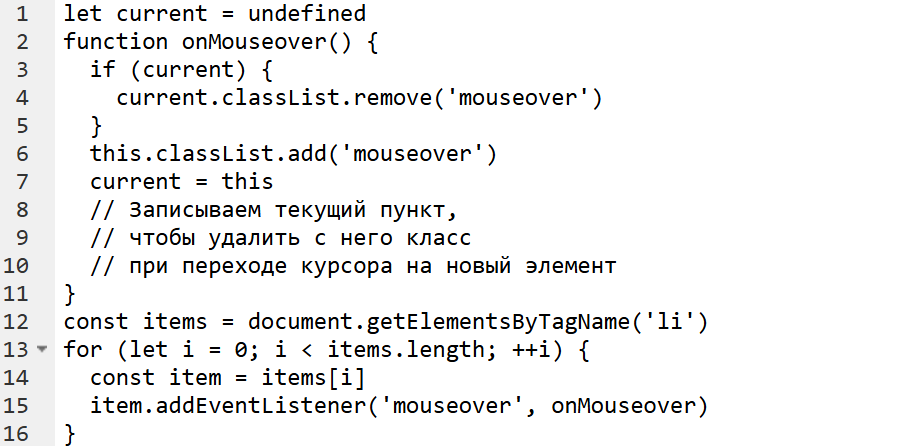 1 let current = undefined
2 function onMouseover() {
3   if (current) {
4     current.classList.remove('mouseover')
5   }
6   this.classList.add('mouseover')
7   current = this
8   // Записываем текущий пункт,
9   // чтобы удалить с него класс
10   // при переходе курсора на новый элемент
11 }
12 const items = document.getElementsByTagName('li')
13 for (let i = 0; i < items.length; ++i) {
14   const item = items[i]
15   item.addEventListener('mouseover', onMouseover)
16 }